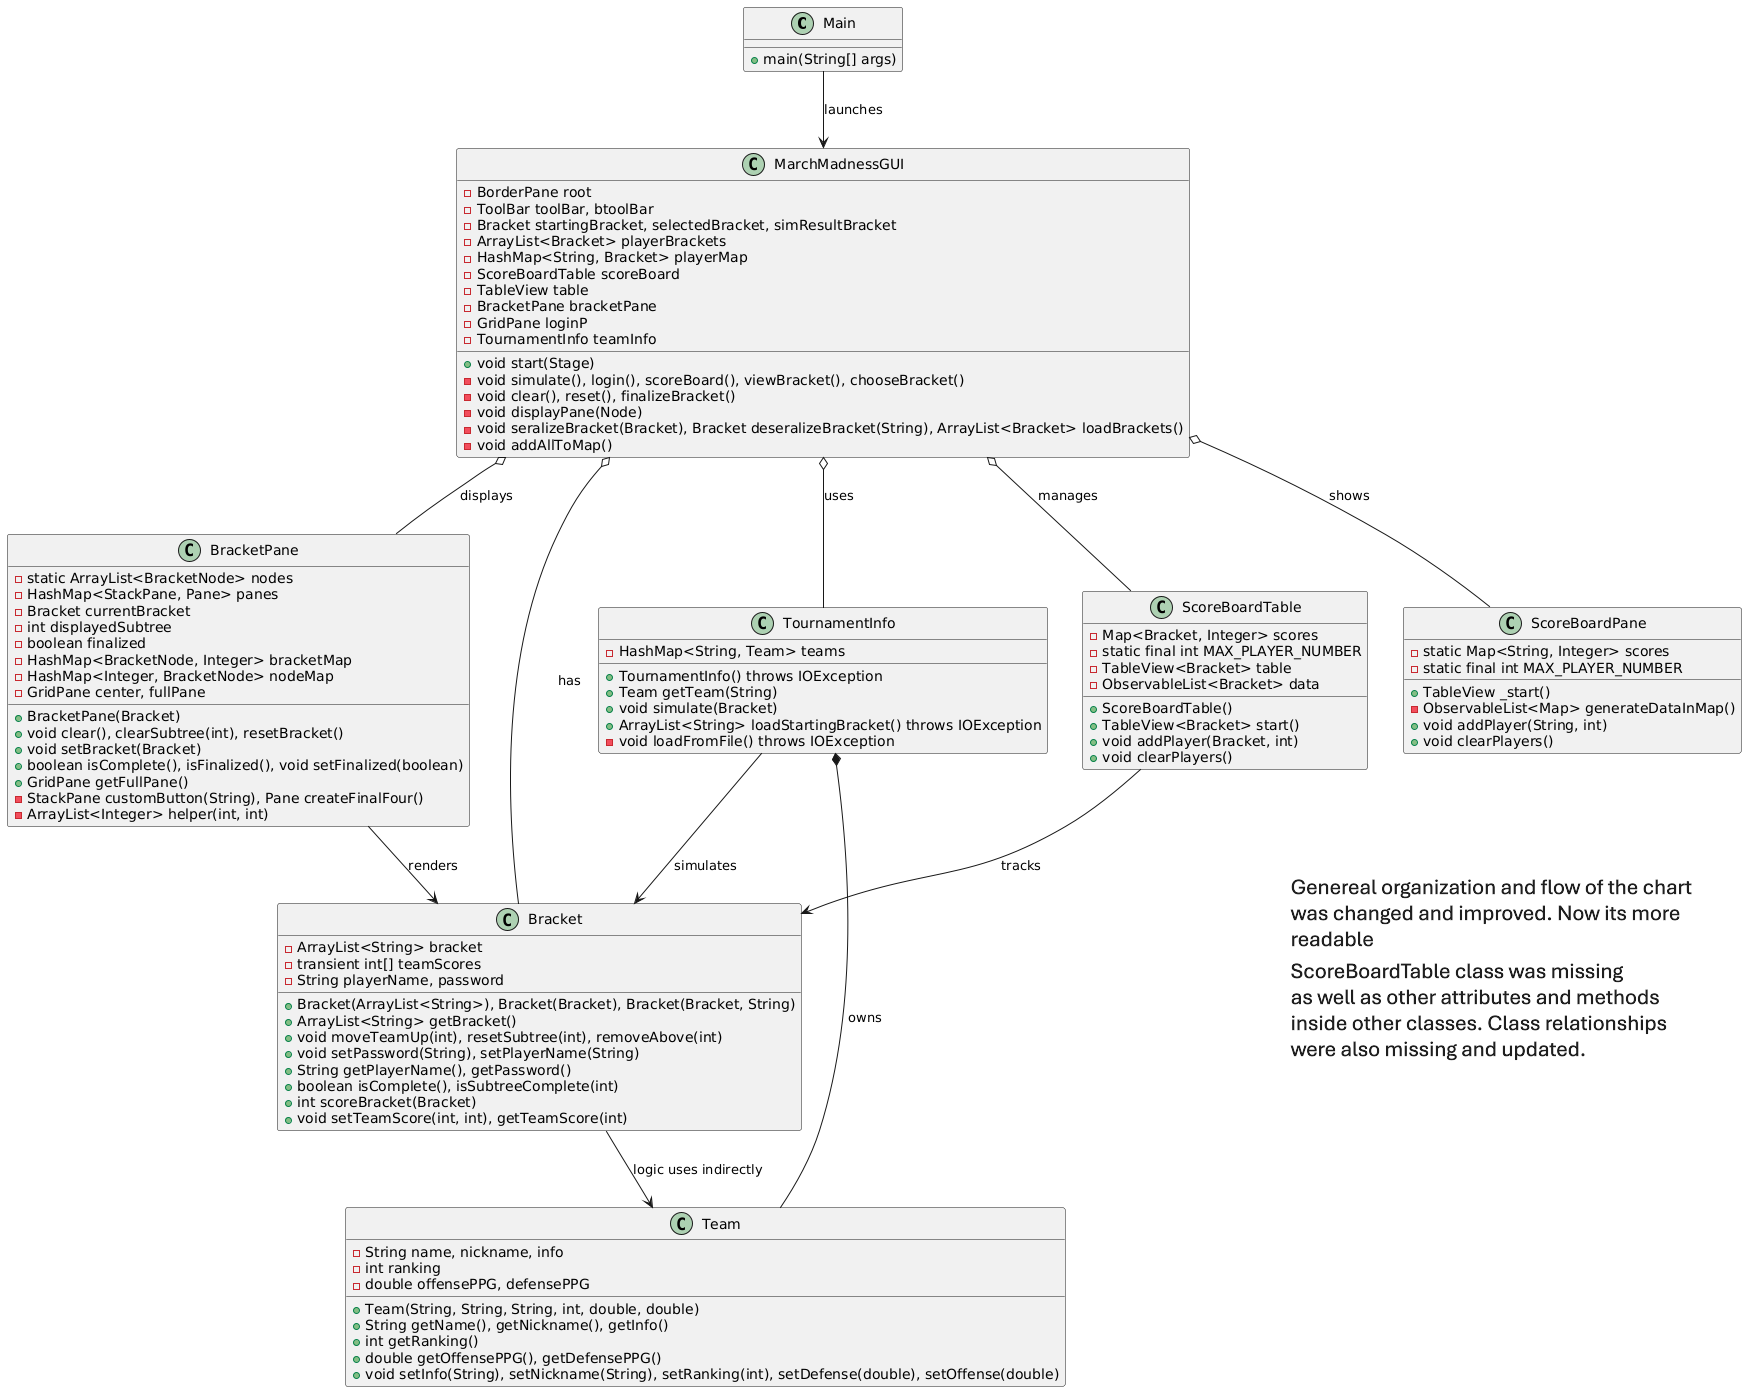 C Main
main(String[] args)
launches
C MarchMadnessGUI
BorderPane root
ToolBar toolBar, btoolBar
Bracket startingBracket, selectedBracket, simResultBracket
ArrayList<Bracket> playerBrackets
HashMap<String, Bracket> playerMap
ScoreBoardTable scoreBoard
TableView table
BracketPane bracketPane
GridPane loginP
TournamentInfo teamInfo
void start(Stage)
void simulate(), login(), scoreBoard(), viewBracket(), chooseBracket()
void clear(), reset(), finalizeBracket()
void displayPane(Node)
void seralizeBracket(Bracket), Bracket deseralizeBracket(String), ArrayList<Bracket> loadBrackets()
void addAllToMap()
displays
has
uses
manages
shows
C BracketPane
static ArrayList<BracketNode> nodes
HashMap<StackPane, Pane> panes
Bracket currentBracket
int displayedSubtree
boolean finalized
HashMap<BracketNode, Integer> bracketMap
HashMap<Integer, BracketNode> nodeMap
GridPane center, fullPane
BracketPane(Bracket)
void clear(), clearSubtree(int), resetBracket()
void setBracket(Bracket)
boolean isComplete(), isFinalized(), void setFinalized(boolean)
GridPane getFullPane()
StackPane customButton(String), Pane createFinalFour()
ArrayList<Integer> helper(int, int)
C TournamentInfo
HashMap<String, Team> teams
TournamentInfo() throws IOException
Team getTeam(String)
void simulate(Bracket)
ArrayList<String> loadStartingBracket() throws IOException
void loadFromFile() throws IOException
C ScoreBoardTable
Map<Bracket, Integer> scores
static final int MAX_PLAYER_NUMBER
TableView<Bracket> table
ObservableList<Bracket> data
ScoreBoardTable()
TableView<Bracket> start()
void addPlayer(Bracket, int)
void clearPlayers()
C ScoreBoardPane
static Map<String, Integer> scores
static final int MAX_PLAYER_NUMBER
TableView _start()
ObservableList<Map> generateDataInMap()
void addPlayer(String, int)
void clearPlayers()
renders
simulates
tracks
owns
C Bracket
ArrayList<String> bracket
transient int[] teamScores
String playerName, password
Bracket(ArrayList<String>), Bracket(Bracket), Bracket(Bracket, String)
ArrayList<String> getBracket()
void moveTeamUp(int), resetSubtree(int), removeAbove(int)
void setPassword(String), setPlayerName(String)
String getPlayerName(), getPassword()
boolean isComplete(), isSubtreeComplete(int)
int scoreBracket(Bracket)
void setTeamScore(int, int), getTeamScore(int)
Genereal organization and flow of the chart
was changed and improved. Now its more
readable
ScoreBoardTable class was missing
as well as other attributes and methods
inside other classes. Class relationships
were also missing and updated.
logic uses indirectly
C Team
String name, nickname, info
int ranking
double offensePPG, defensePPG
Team(String, String, String, int, double, double)
String getName(), getNickname(), getInfo()
int getRanking()
double getOffensePPG(), getDefensePPG()
void setInfo(String), setNickname(String), setRanking(int), setDefense(double), setOffense(double)